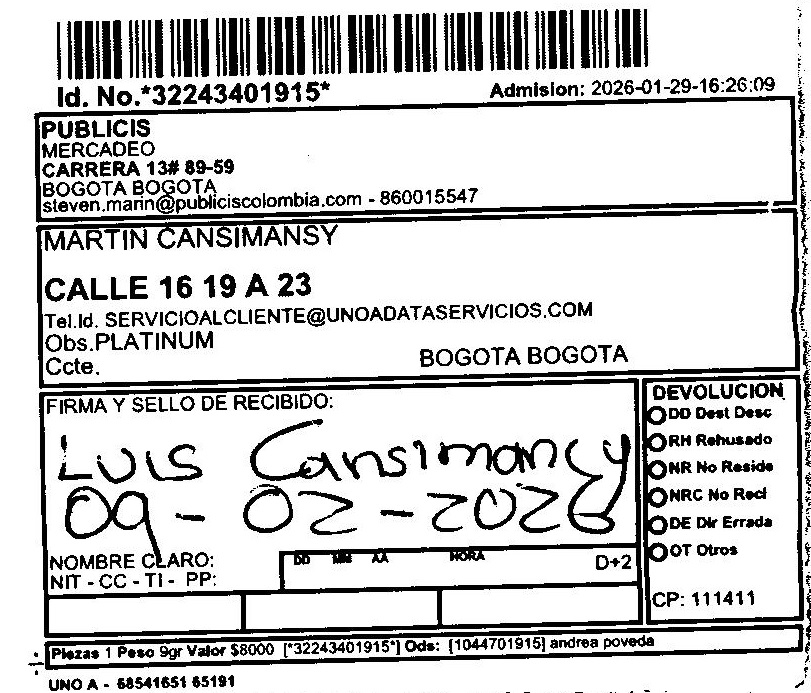 Id. No.*32243401915*
Admision: 2026-01-29-16:26:09
PUBLICIS
MERCADEO
CARRERA 13# 89-59
BOGOTA BOGOTA
steven.marin@publiciscolombia.com - 860015547
MARTIN CANSIMANSY
CALLE 16 19 A 23
Tel.Id. SERVICIOALCLIENTE@UNOADATASERVICIOS.COM
Obs.PLATINUM
Ccte.
BOGOTA BOGOTA
FIRMA Y SELLO DE RECIBIDO:
Luis Cansimancy
09-02-2026
NOMBRE CLARO:
NIT - CC - TI - PP:
DD MM AA HORA D+2
DEVOLUCION
DD Dest Desc
RH Rehusado
NR No Reside
NRC No Recl
DE Dir Errada
OT Otros
CP: 111411
Piezas 1 Peso 9gr Valor $8000 [*32243401915*] Ods: [1044701915] andrea poveda
UNO A - 68541651 65191